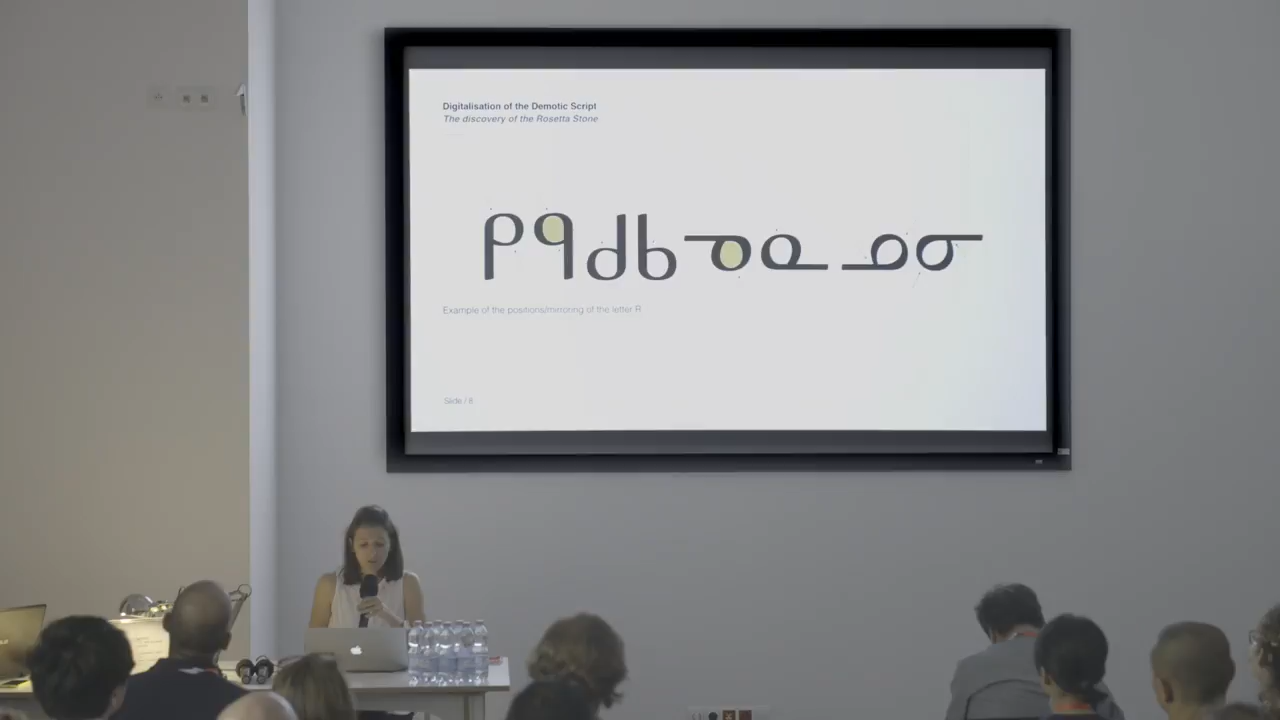 Digitalisation of the Demotic Script
The discovery of the Rosetta Stone
Example of the positions/mirroring of the letter R
Slide / 8